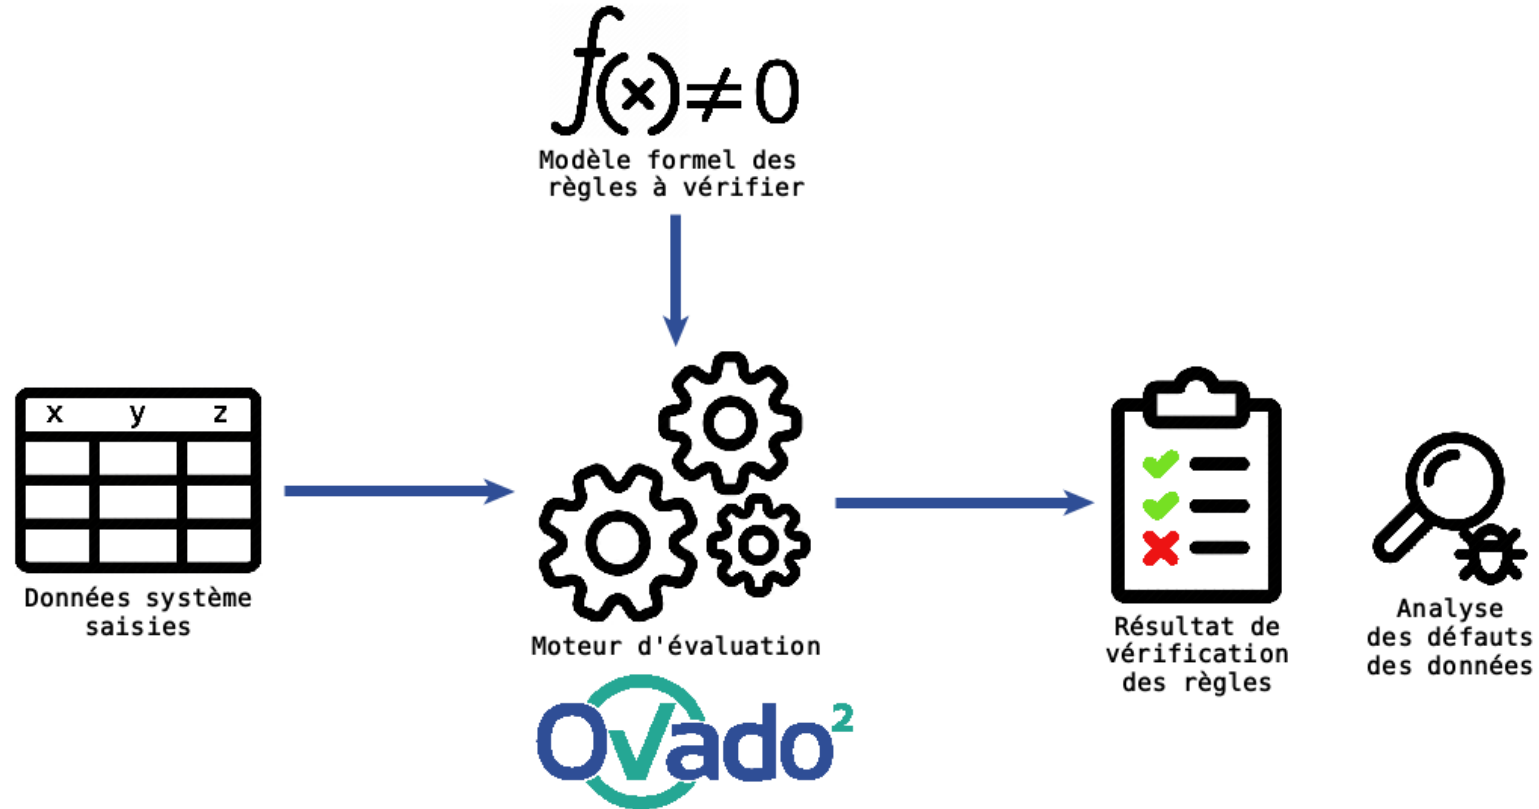 f(x)≠0
Modèle formel des
règles à vérifier
x y z
Données système
saisies
Moteur d'évaluation
Ovado²
Résultat de
vérification
des règles
Analyse
des défauts
des données